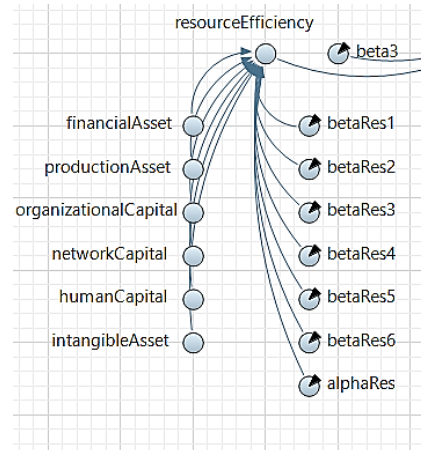 resourceEfficiency
beta3
financialAsset
betaRes1
productionAsset
betaRes2
organizationalCapital
betaRes3
networkCapital
betaRes4
humanCapital
betaRes5
intangibleAsset
betaRes6
alphaRes